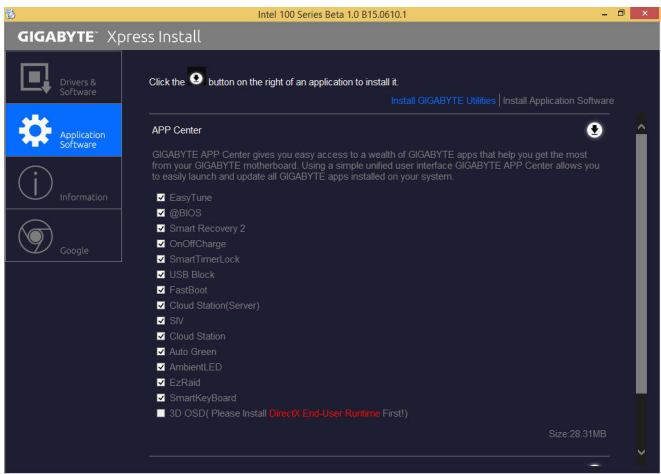 Intel 100 Series Beta 1.0 B15.0610.1
GIGABYTE™ Xpress Install
Drivers &
Software
Application
Software
Information
Google
Click the button on the right of an application to install it.
Install GIGABYTE Utilities | Install Application Software
APP Center
GIGABYTE APP Center gives you easy access to a wealth of GIGABYTE apps that help you get the most
from your GIGABYTE motherboard. Using a simple unified user interface GIGABYTE APP Center allows you
to easily launch and update all GIGABYTE apps installed on your system.
EasyTune
@BIOS
Smart Recovery 2
OnOffCharge
SmartTimerLock
USB Block
FastBoot
Cloud Station(Server)
SIV
Cloud Station
Auto Green
AmbientLED
EzRaid
SmartKeyBoard
3D OSD( Please Install DirectX End-User Runtime First!)
Size:28.31MB